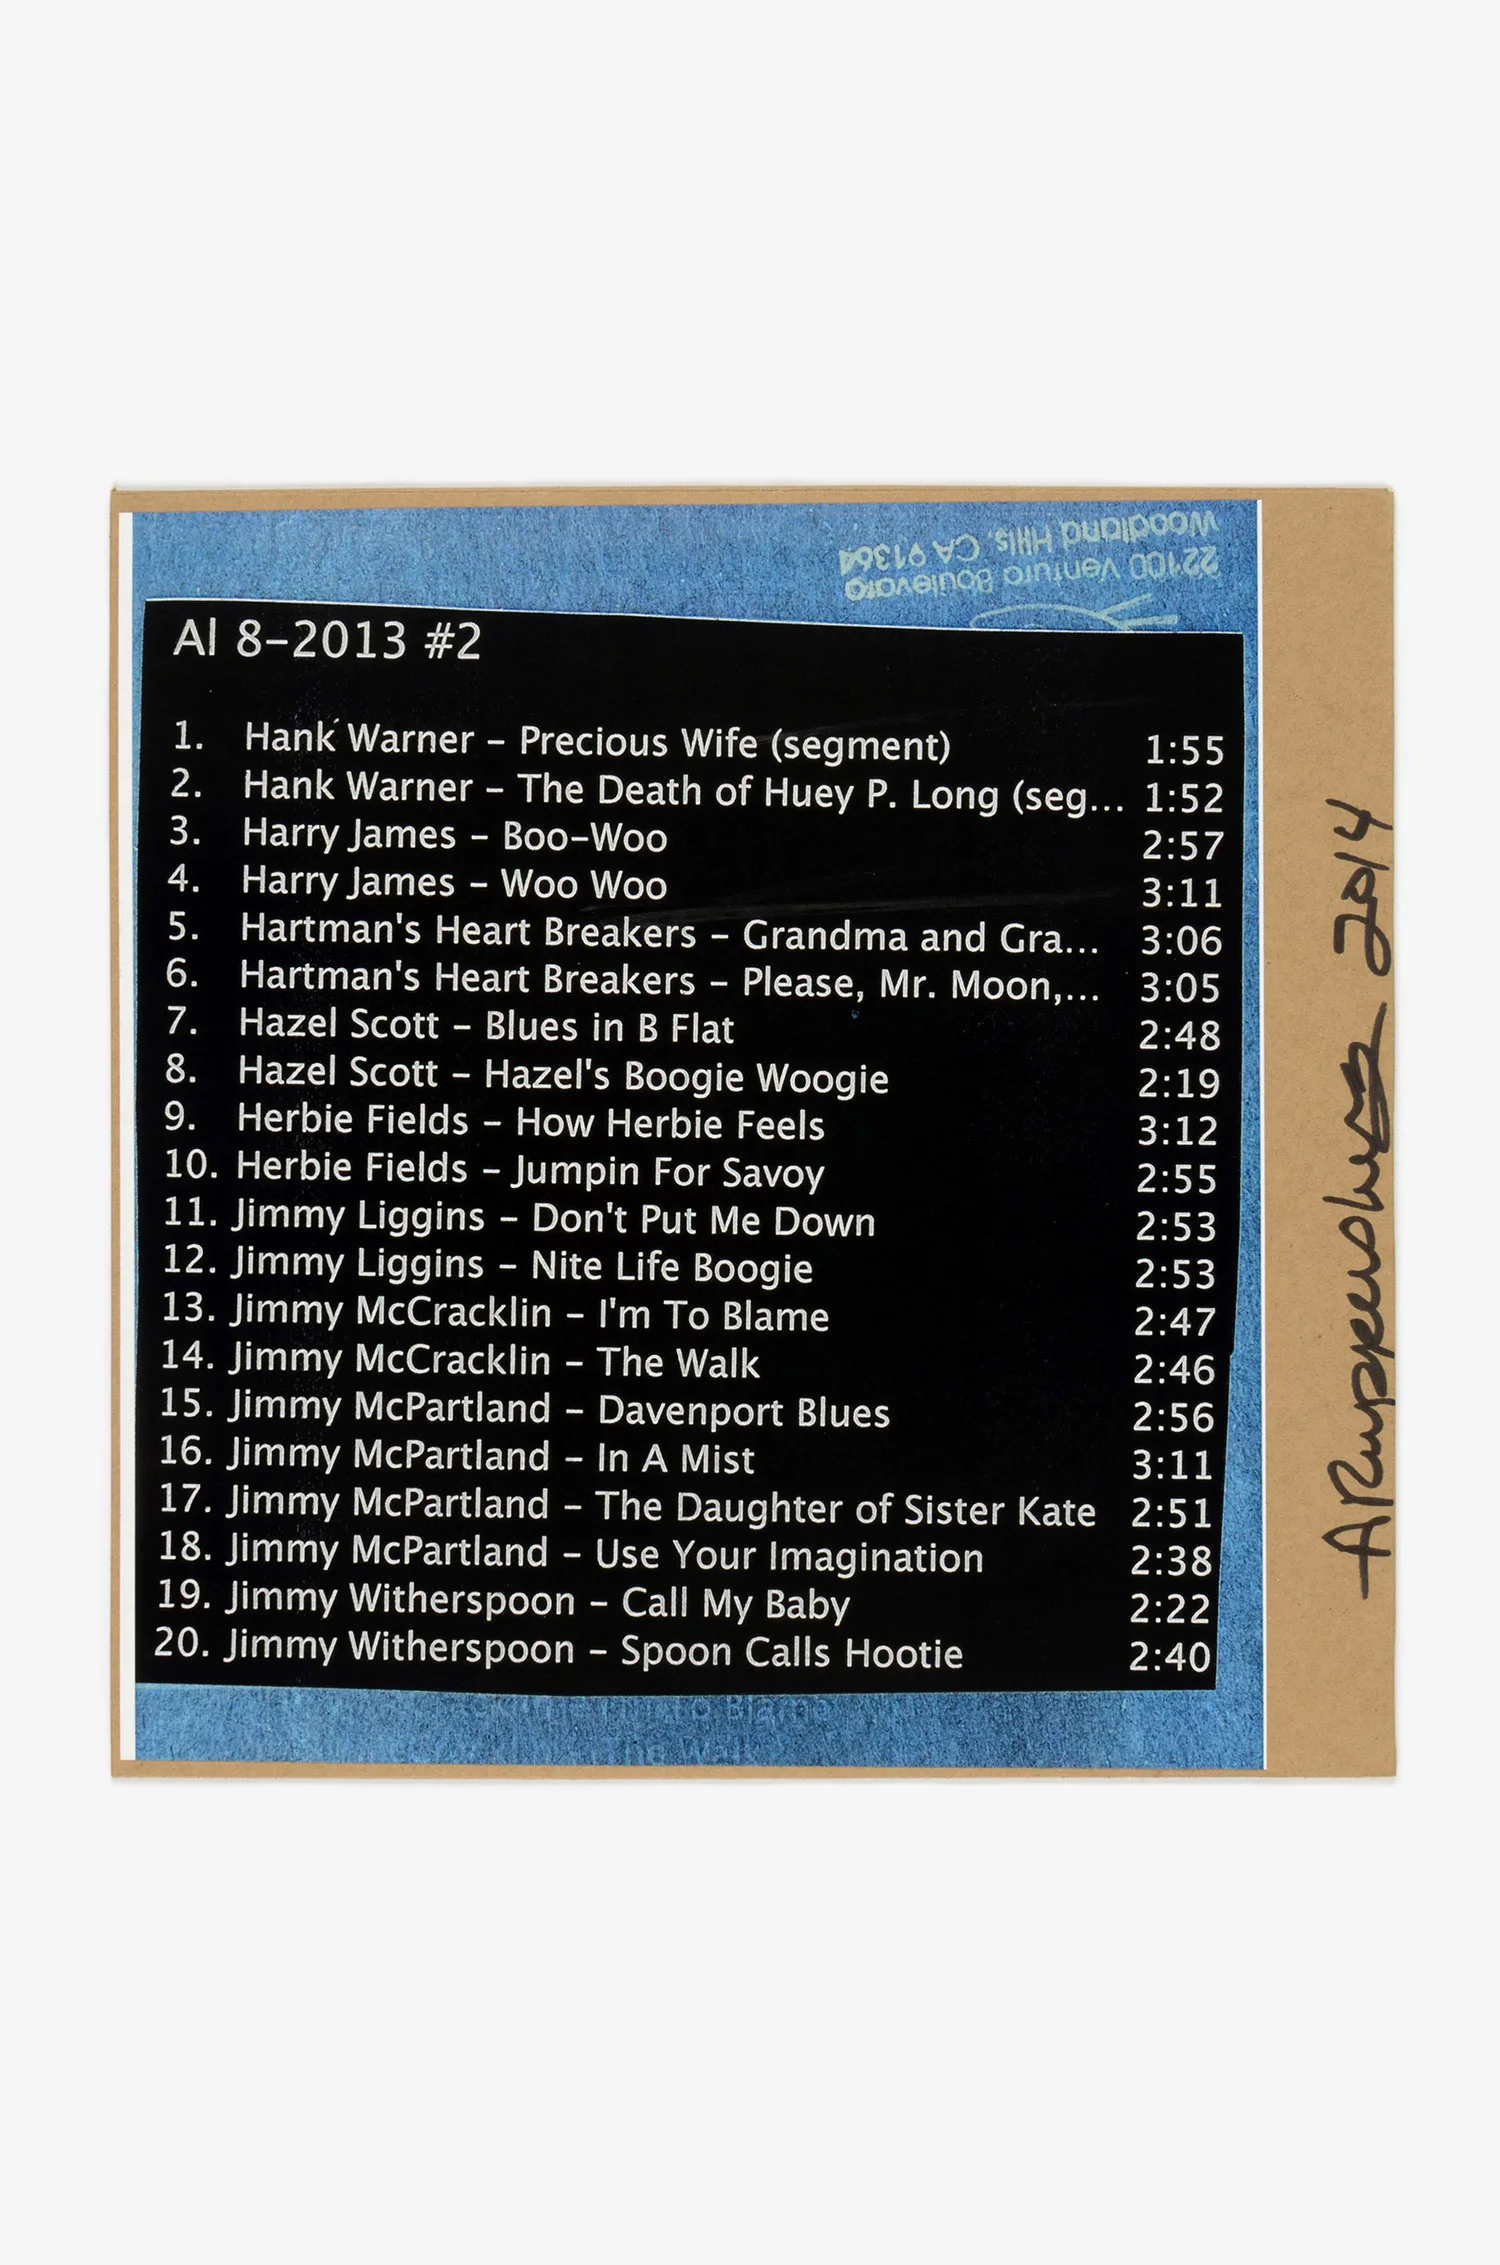 Woodland Hills, CA 91364
22100 Ventura Boulevard
Al 8-2013 #2
1. Hank Warner – Precious Wife (segment) 1:55
2. Hank Warner – The Death of Huey P. Long (seg... 1:52
3. Harry James – Boo-Woo 2:57
4. Harry James – Woo Woo 3:11
5. Hartman's Heart Breakers – Grandma and Gra... 3:06
6. Hartman's Heart Breakers – Please, Mr. Moon,... 3:05
7. Hazel Scott – Blues in B Flat 2:48
8. Hazel Scott – Hazel's Boogie Woogie 2:19
9. Herbie Fields – How Herbie Feels 3:12
10. Herbie Fields – Jumpin For Savoy 2:55
11. Jimmy Liggins – Don't Put Me Down 2:53
12. Jimmy Liggins – Nite Life Boogie 2:53
13. Jimmy McCracklin – I'm To Blame 2:47
14. Jimmy McCracklin – The Walk 2:46
15. Jimmy McPartland – Davenport Blues 2:56
16. Jimmy McPartland – In A Mist 3:11
17. Jimmy McPartland – The Daughter of Sister Kate 2:51
18. Jimmy McPartland – Use Your Imagination 2:38
19. Jimmy Witherspoon – Call My Baby 2:22
20. Jimmy Witherspoon – Spoon Calls Hootie 2:40
A Ruppersberg 2014